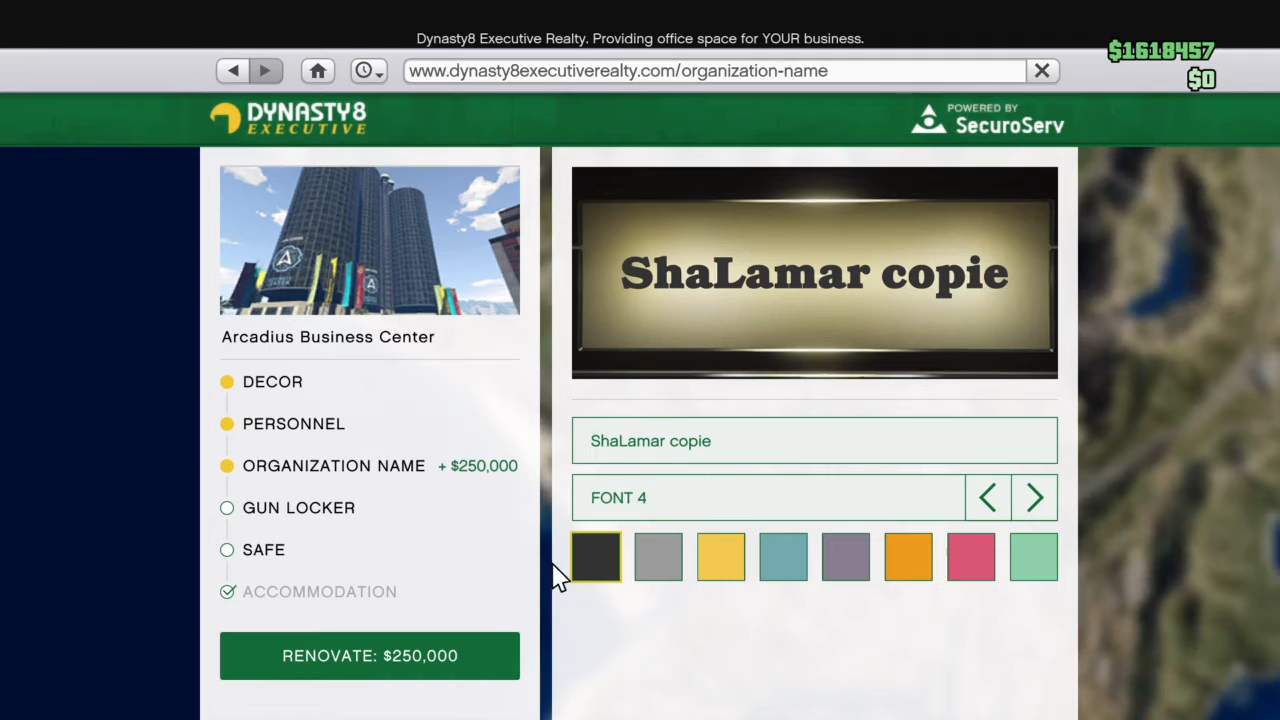 Dynasty8 Executive Realty. Providing office space for YOUR business.
$1618457
$0
www.dynasty8executiverealty.com/organization-name
DYNASTY8
EXECUTIVE
POWERED BY
SecuroServ
Arcadius Business Center
DECOR
PERSONNEL
ORGANIZATION NAME + $250,000
GUN LOCKER
SAFE
ACCOMMODATION
RENOVATE: $250,000
ShaLamar copie
ShaLamar copie
FONT 4